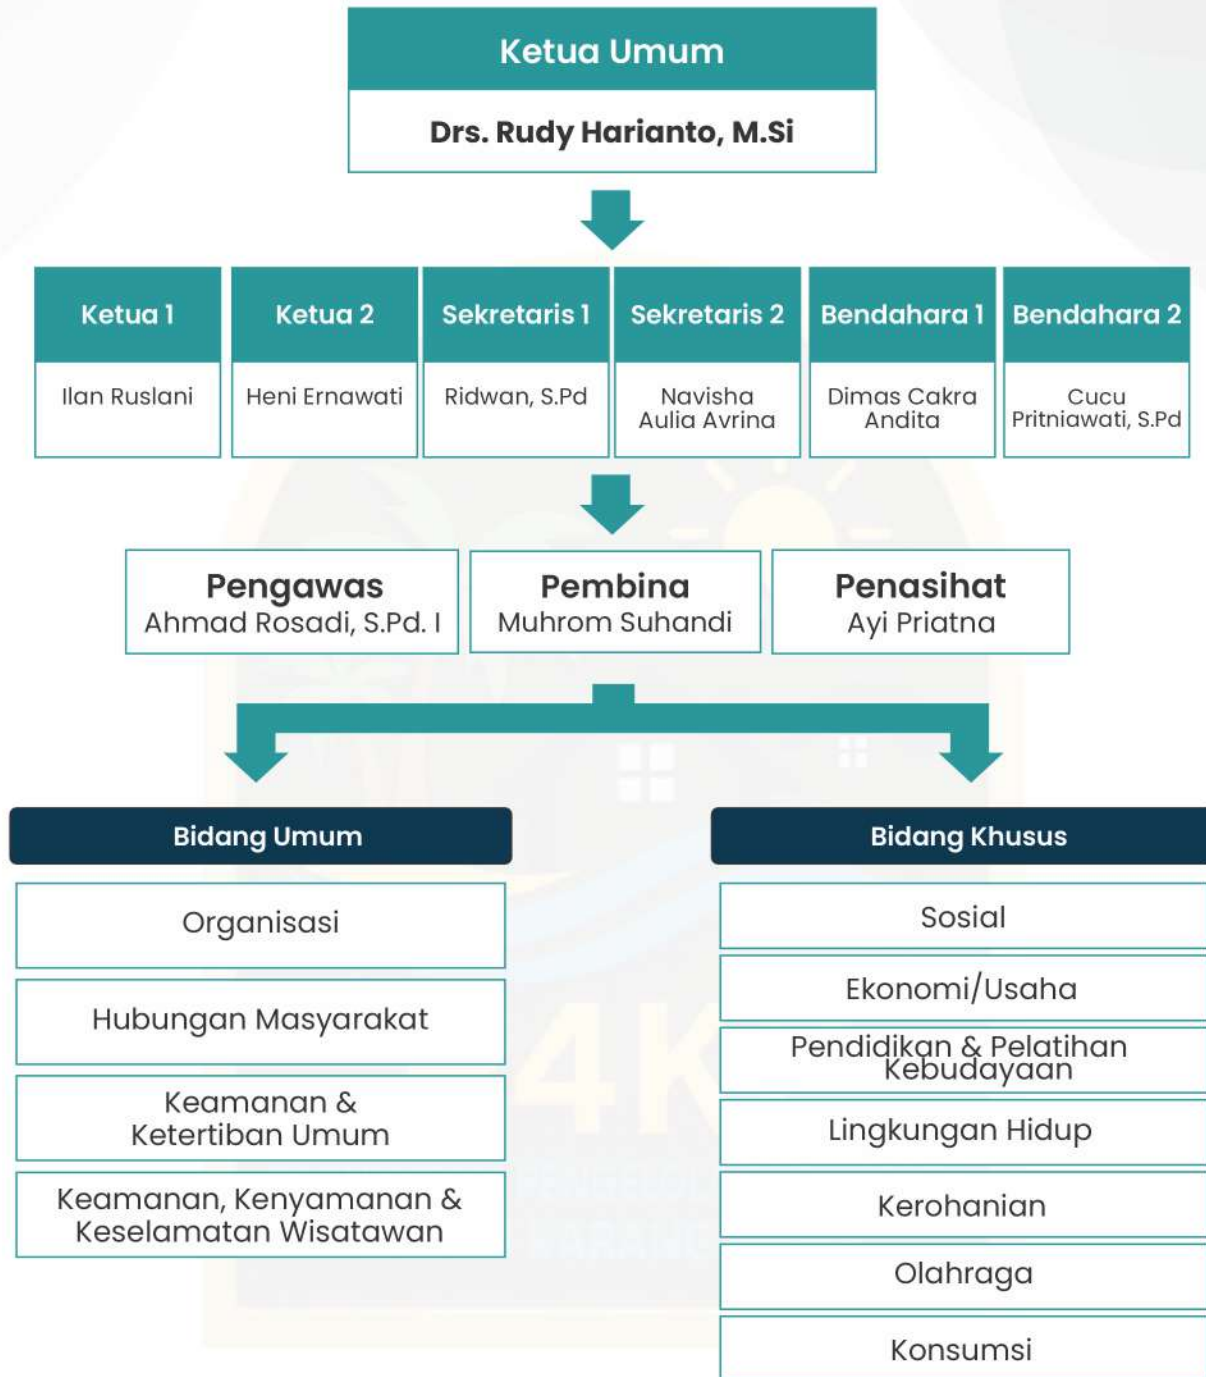 Ketua Umum
Drs. Rudy Harianto, M.Si
Ketua 1
Ketua 2
Sekretaris 1
Sekretaris 2
Bendahara 1
Bendahara 2
Ilan Ruslani
Heni Ernawati
Ridwan, S.Pd
Navisha
Aulia Avrina
Dimas Cakra
Andita
Cucu
Pritniawati, S.Pd
Pengawas
Ahmad Rosadi, S.Pd. I
Pembina
Muhrom Suhandi
Penasihat
Ayi Priatna
Bidang Umum
Organisasi
Hubungan Masyarakat
Keamanan &
Ketertiban Umum
Keamanan, Kenyamanan &
Keselamatan Wisatawan
Bidang Khusus
Sosial
Ekonomi/Usaha
Pendidikan & Pelatihan
Kebudayaan
Lingkungan Hidup
Kerohanian
Olahraga
Konsumsi
4K